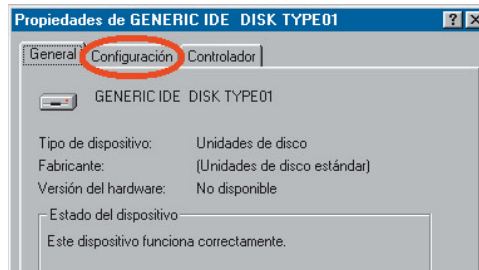 Propiedades de GENERIC IDE DISK TYPE01
General Configuración Controlador
GENERIC IDE DISK TYPE01
Tipo de dispositivo: Unidades de disco
Fabricante: (Unidades de disco estándar)
Versión del hardware: No disponible
Estado del dispositivo
Este dispositivo funciona correctamente.